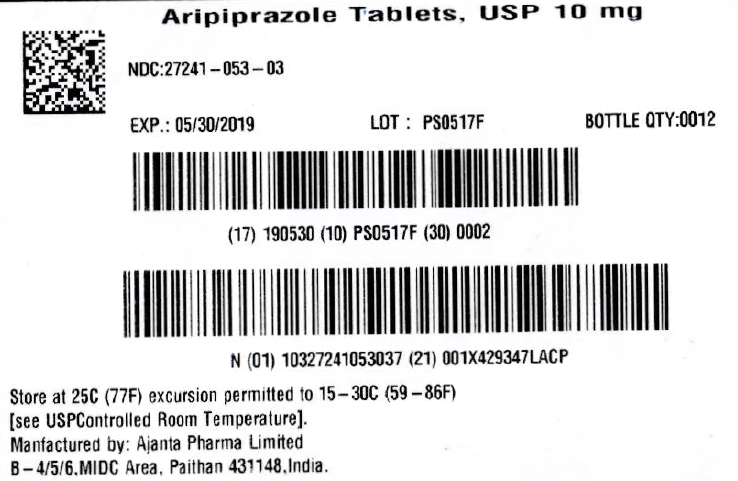 Aripiprazole Tablets, USP 10 mg
NDC:27241-053-03
EXP.: 05/30/2019 LOT : PS0517F BOTTLE QTY:0012
(17) 190530 (10) PS0517F (30) 0002
N (01) 10327241053037 (21) 001X429347LACP
Store at 25C (77F) excursion permitted to 15-30C (59-86F)
[see USPControlled Room Temperature].
Manfactured by: Ajanta Pharma Limited
B-4/5/6,MIDC Area, Paithan 431148,India.